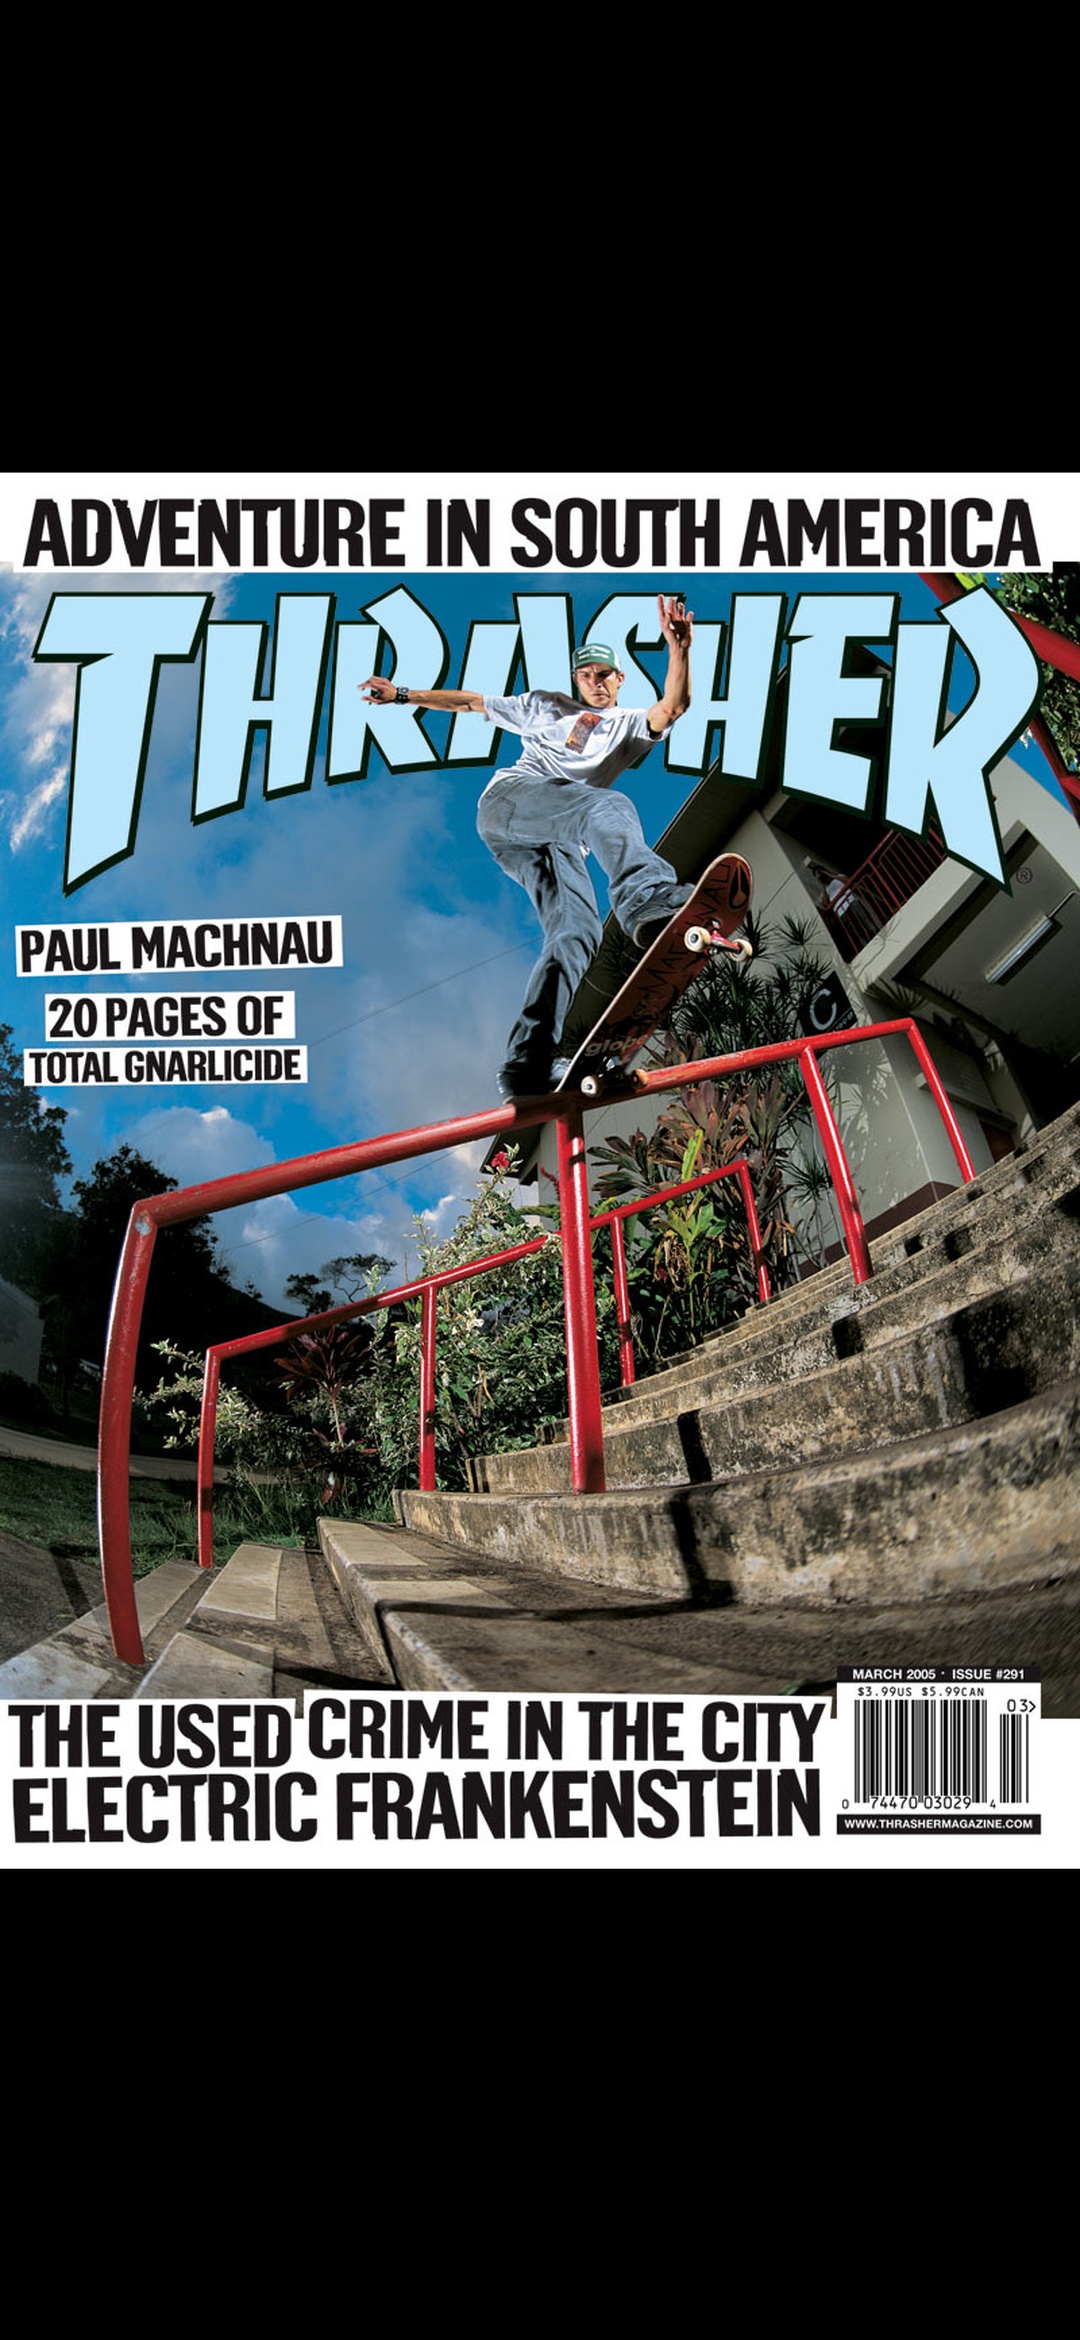 ADVENTURE IN SOUTH AMERICA
THRASHER
®
PAUL MACHNAU
20 PAGES OF
TOTAL GNARLICIDE
globe
MARCH 2005 · ISSUE #291
$3.99US $5.99CAN
03>
0 74470 03029 4
WWW.THRASHERMAGAZINE.COM
THE USED CRIME IN THE CITY
ELECTRIC FRANKENSTEIN